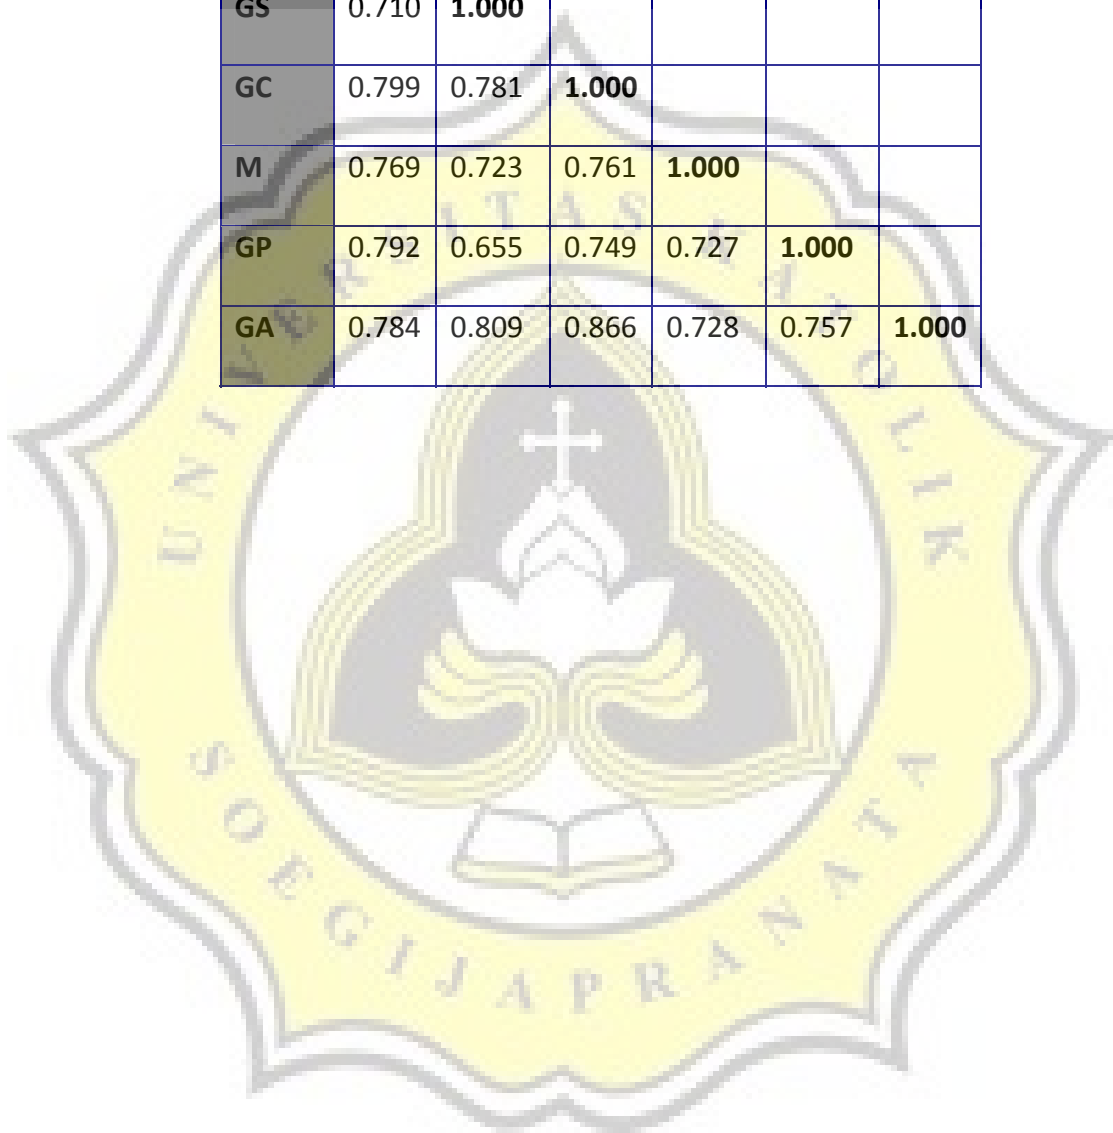 GS 0.710 1.000
GC 0.799 0.781 1.000
M 0.769 0.723 0.761 1.000
GP 0.792 0.655 0.749 0.727 1.000
GA 0.784 0.809 0.866 0.728 0.757 1.000
UNIVERSITAS KATOLIK
SOEGIJAPRANATA